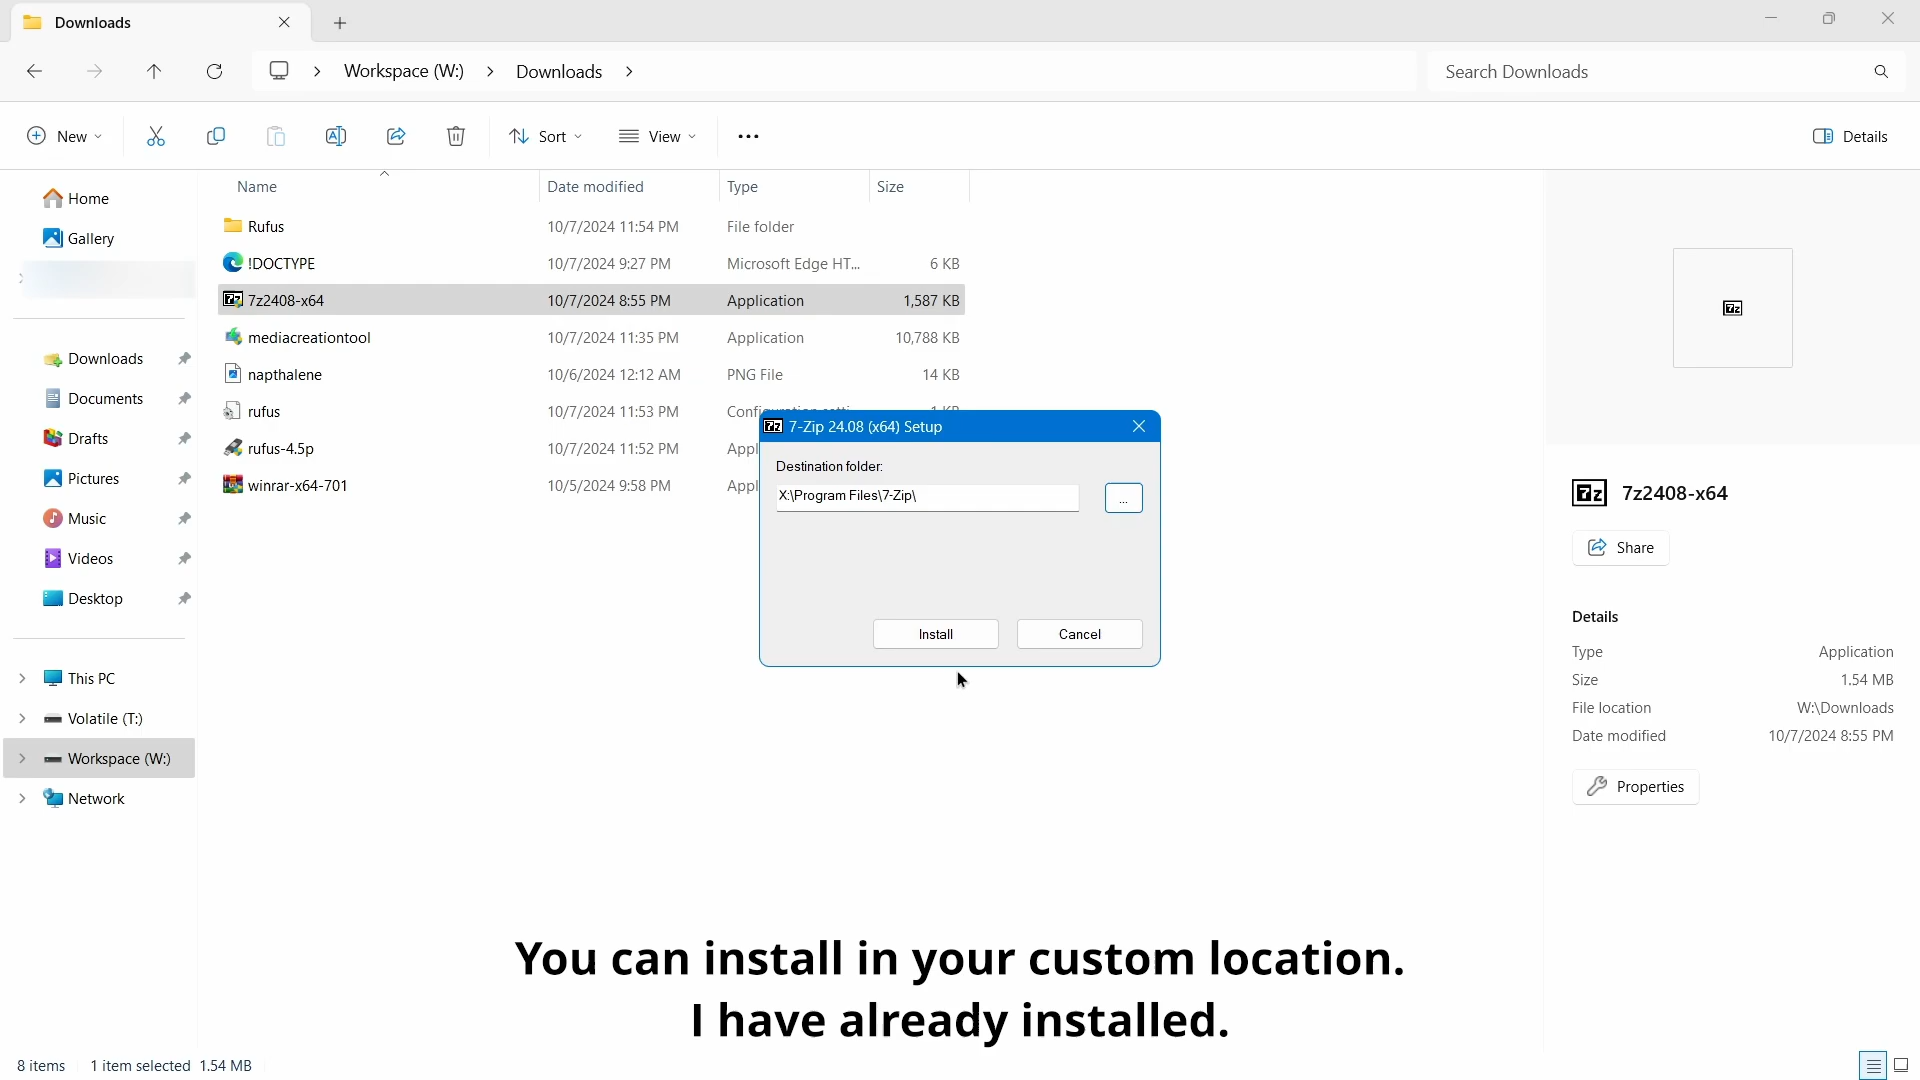 Downloads
Workspace (W:)
Downloads
Search Downloads
New
Sort
View
Details
Home
Gallery
Downloads
Documents
Drafts
Pictures
Music
Videos
Desktop
This PC
Volatile (T:)
Workspace (W:)
Network
Name Date modified Type Size
Rufus 10/7/2024 11:54 PM File folder
!DOCTYPE 10/7/2024 9:27 PM Microsoft Edge HT... 6 KB
7z2408-x64 10/7/2024 8:55 PM Application 1,587 KB
mediacreationtool 10/7/2024 11:35 PM Application 10,788 KB
napthalene 10/6/2024 12:12 AM PNG File 14 KB
rufus 10/7/2024 11:53 PM
rufus-4.5p 10/7/2024 11:52 PM Appl
winrar-x64-701 10/5/2024 9:58 PM Appl
7z 7-Zip 24.08 (x64) Setup
Destination folder:
X:\Program Files\7-Zip\
...
Install
Cancel
7z
7z 7z2408-x64
Share
Details
Type Application
Size 1.54 MB
File location W:\Downloads
Date modified 10/7/2024 8:55 PM
Properties
You can install in your custom location.
I have already installed.
8 items 1 item selected 1.54 MB